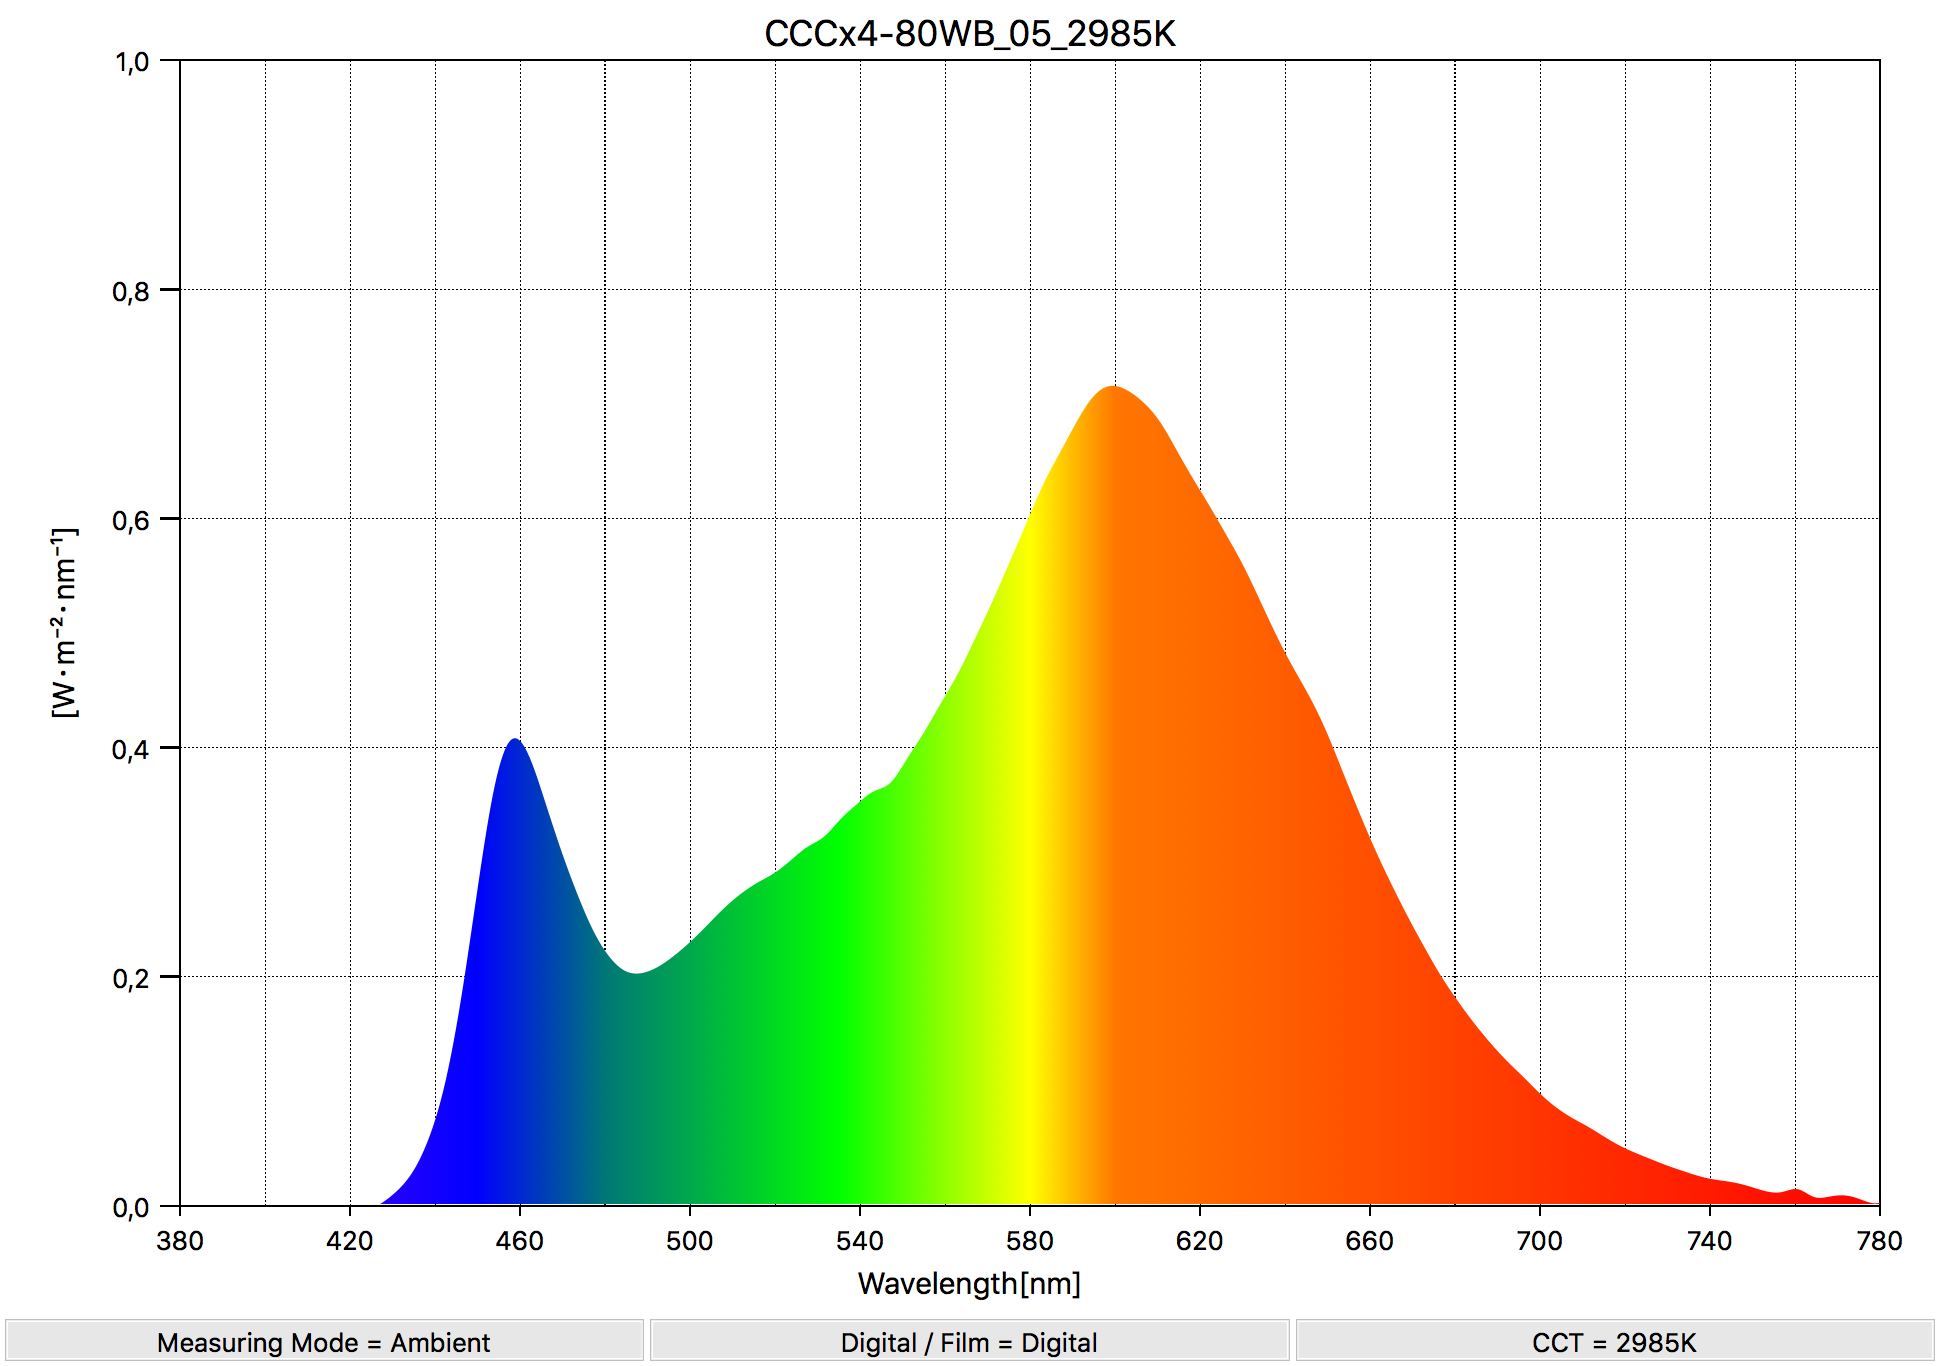 CCCx4-80WB_05_2985K
1,0
0,8
0,6
0,4
0,2
0,0
[W·m⁻²·nm⁻¹]
380 420 460 500 540 580 620 660 700 740 780
Wavelength[nm]
Measuring Mode = Ambient
Digital / Film = Digital
CCT = 2985K